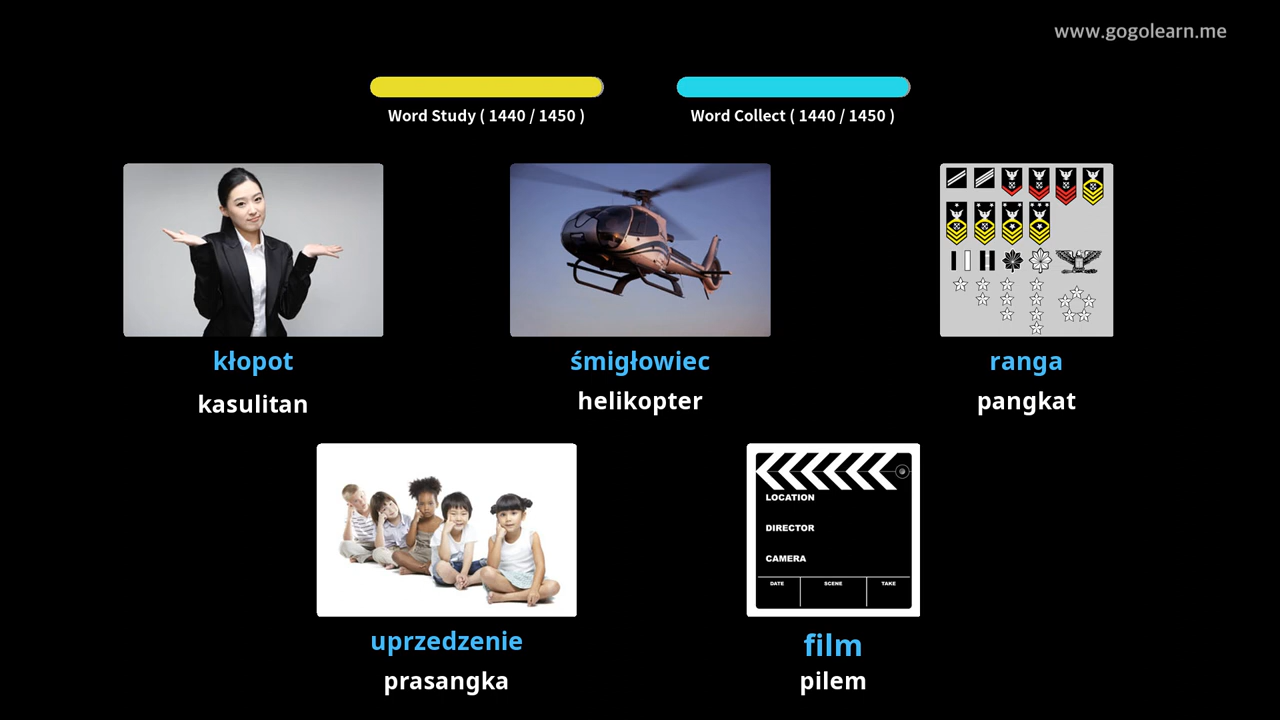 www.gogolearn.me
Word Study ( 1440 / 1450 )
Word Collect ( 1440 / 1450 )
kłopot
kasulitan
śmigłowiec
helikopter
ranga
pangkat
LOCATION
DIRECTOR
CAMERA
DATE SCENE TAKE
uprzedzenie
prasangka
film
pilem